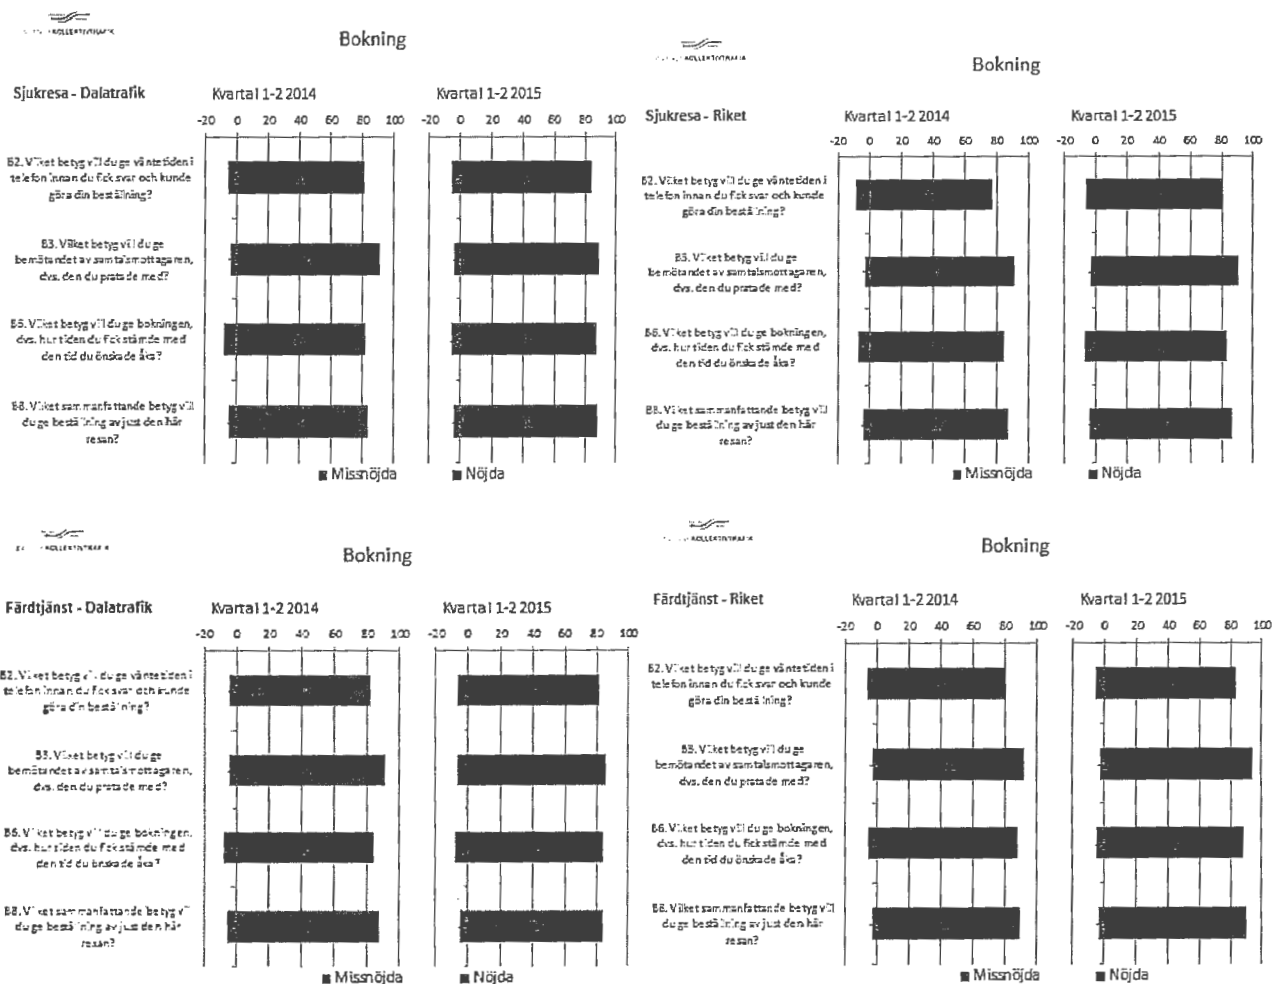 KOLLEKTIVTRAFIK
Bokning
Sjukresa - Dalatrafik
Kvartal 1-2 2014
Kvartal 1-2 2015
-20 0 20 40 60 80 100
-20 0 20 40 60 80 100
B2. Vilket betyg vill du ge väntetiden i
telefon innan du fick svar och kunde
göra din beställning?
B3. Vilket betyg vill du ge
bemötandet av samtalsmottagaren,
dvs. den du pratade med?
B6. Vilket betyg vill du ge bokningen,
dvs. hur tiden du fick stämde med
den tid du önskade åka?
B8. Vilket sammanfattande betyg vill
du ge beställning av just den här
resan?
Missnöjda
Nöjda
KOLLEKTIVTRAFIK
Bokning
Sjukresa - Riket
Kvartal 1-2 2014
Kvartal 1-2 2015
-20 0 20 40 60 80 100
-20 0 20 40 60 80 100
B2. Vilket betyg vill du ge väntetiden i
telefon innan du fick svar och kunde
göra din beställning?
B3. Vilket betyg vill du ge
bemötandet av samtalsmottagaren,
dvs. den du pratade med?
B6. Vilket betyg vill du ge bokningen,
dvs. hur tiden du fick stämde med
den tid du önskade åka?
B8. Vilket sammanfattande betyg vill
du ge beställning av just den här
resan?
Missnöjda
Nöjda
KOLLEKTIVTRAFIK
Bokning
Färdtjänst - Dalatrafik
Kvartal 1-2 2014
Kvartal 1-2 2015
-20 0 20 40 60 80 100
-20 0 20 40 60 80 100
B2. Vilket betyg vill du ge väntetiden i
telefon innan du fick svar och kunde
göra din beställning?
B3. Vilket betyg vill du ge
bemötandet av samtalsmottagaren,
dvs. den du pratade med?
B6. Vilket betyg vill du ge bokningen,
dvs. hur tiden du fick stämde med
den tid du önskade åka?
B8. Vilket sammanfattande betyg vill
du ge beställning av just den här
resan?
Missnöjda
Nöjda
KOLLEKTIVTRAFIK
Bokning
Färdtjänst - Riket
Kvartal 1-2 2014
Kvartal 1-2 2015
-20 0 20 40 60 80 100
-20 0 20 40 60 80 100
B2. Vilket betyg vill du ge väntetiden i
telefon innan du fick svar och kunde
göra din beställning?
B3. Vilket betyg vill du ge
bemötandet av samtalsmottagaren,
dvs. den du pratade med?
B6. Vilket betyg vill du ge bokningen,
dvs. hur tiden du fick stämde med
den tid du önskade åka?
B8. Vilket sammanfattande betyg vill
du ge beställning av just den här
resan?
Missnöjda
Nöjda